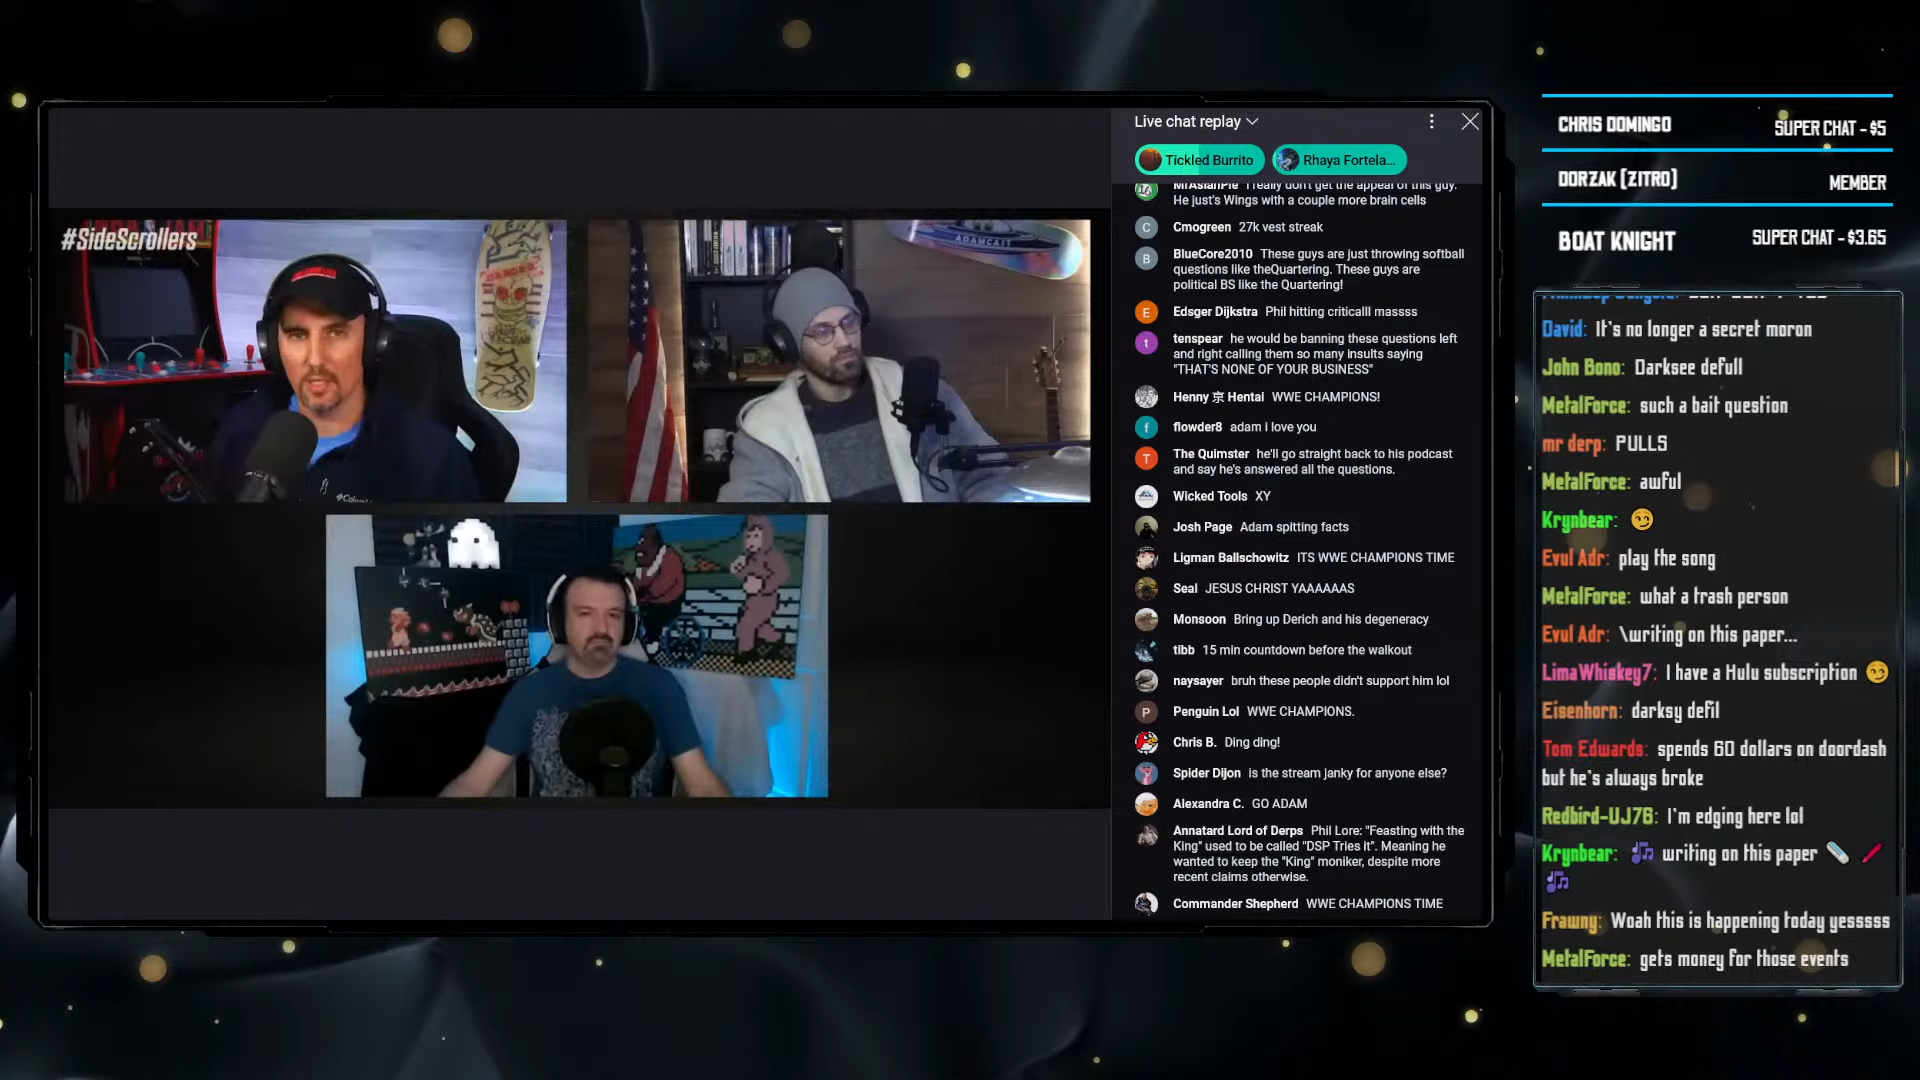 #SideScrollers
ADAMCAIT
Columbia
Live chat replay
Tickled Burrito
Rhaya Fortela...
MrAsianPie I really don't get the appeal of this guy.
He just's Wings with a couple more brain cells
C
Cmogreen 27k vest streak
B
BlueCore2010 These guys are just throwing softball
questions like theQuartering. These guys are
political BS like the Quartering!
E
Edsger Dijkstra Phil hitting criticalll massss
t
tenspear he would be banning these questions left
and right calling them so many insults saying
"THAT'S NONE OF YOUR BUSINESS"
Henny 京 Hentai WWE CHAMPIONS!
f
flowder8 adam i love you
T
The Quimster he'll go straight back to his podcast
and say he's answered all the questions.
Wicked Tools XY
Josh Page Adam spitting facts
Ligman Ballschowitz ITS WWE CHAMPIONS TIME
Seal JESUS CHRIST YAAAAAAS
Monsoon Bring up Derich and his degeneracy
tibb 15 min countdown before the walkout
naysayer bruh these people didn't support him lol
P
Penguin Lol WWE CHAMPIONS.
Chris B. Ding ding!
Spider Dijon is the stream janky for anyone else?
Alexandra C. GO ADAM
Annatard Lord of Derps Phil Lore: "Feasting with the
King" used to be called "DSP Tries it". Meaning he
wanted to keep the "King" moniker, despite more
recent claims otherwise.
Commander Shepherd WWE CHAMPIONS TIME
CHRIS DOMINGO SUPER CHAT - $5
DORZAK (ZITRO) MEMBER
BOAT KNIGHT SUPER CHAT - $3.65
David: It's no longer a secret moron
John Bono: Darksee defull
MetalForce: such a bait question
mr derp: PULLS
MetalForce: awful
Krynbear: 😏
Evul Adr: play the song
MetalForce: what a trash person
Evul Adr: \writing on this paper...
LimaWhiskey7: I have a Hulu subscription 😏
Eisenhorn: darksy defil
Tom Edwards: spends 60 dollars on doordash
but he's always broke
Redbird-UJ76: I'm edging here lol
Krynbear: 🎶 writing on this paper
🎶
Frawny: Woah this is happening today yesssss
MetalForce: gets money for those events